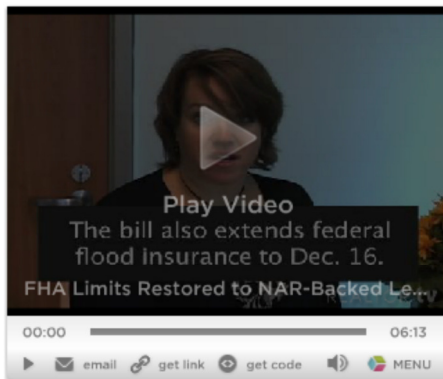 Play Video
The bill also extends federal
flood insurance to Dec. 16.
FHA Limits Restored to NAR-Backed Le...
00:00 06:13
email get link get code MENU